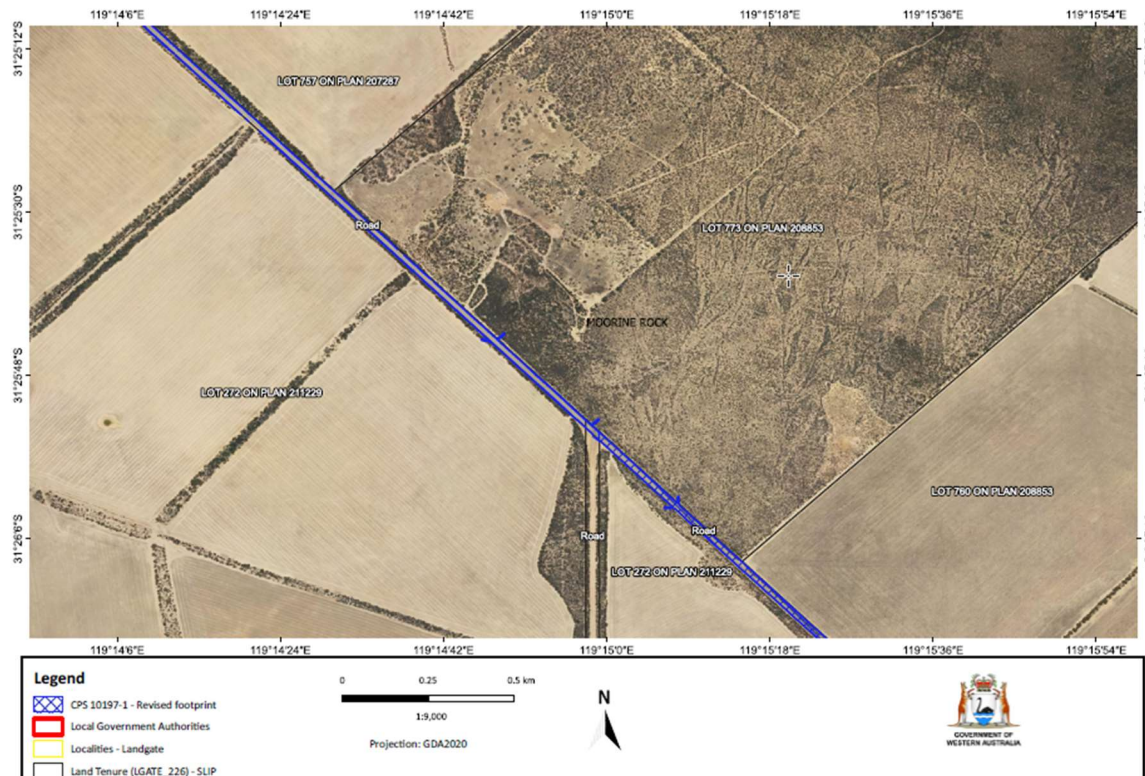 119°14'6"E 119°14'24"E 119°14'42"E 119°15'0"E 119°15'18"E 119°15'36"E 119°15'54"E
31°25'12"S
LOT 757 ON PLAN 207287
31°25'30"S
Road
LOT 773 ON PLAN 208853
MOORINE ROCK
31°25'48"S
LOT 272 ON PLAN 211229
LOT 760 ON PLAN 208853
31°26'6"S
Road
Road
LOT 272 ON PLAN 211229
119°14'6"E 119°14'24"E 119°14'42"E 119°15'0"E 119°15'18"E 119°15'36"E 119°15'54"E
Legend
CPS 10197-1 - Revised footprint
Local Government Authorities
Localities - Landgate
Land Tenure (LGATE_226) - SLIP
0 0.25 0.5 km
1:9,000
Projection: GDA2020
N
GOVERNMENT OF
WESTERN AUSTRALIA